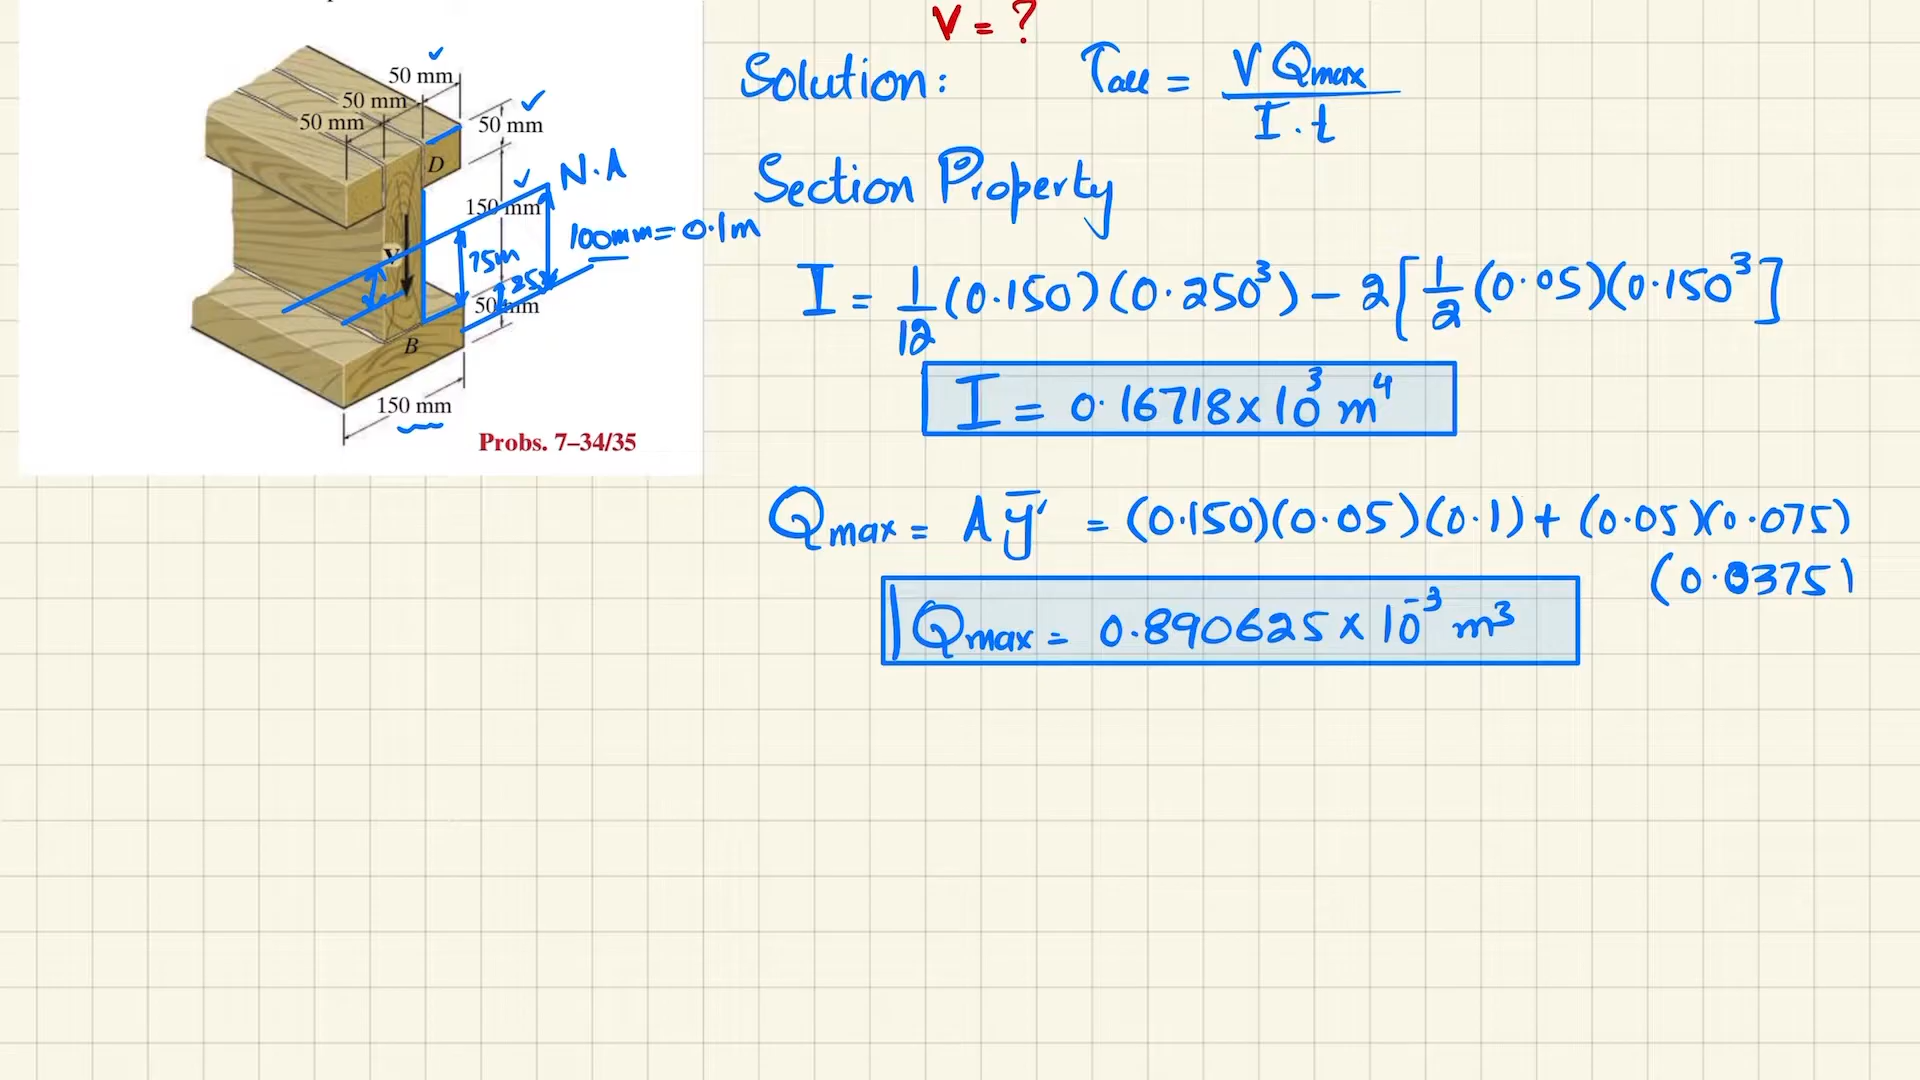 V = ?
Solution: τall = V Qmax / I . t
Section Property
I = 1/12 (0.150)(0.250³) - 2[1/2 (0.05)(0.150³]
I = 0.16718x10³ m⁴
Qmax = A ȳ' = (0.150)(0.05)(0.1) + (0.05)(0.075)
(0.0375)
Qmax = 0.890625 x 10⁻³ m³
50 mm
50 mm
50 mm
50 mm
D
N.A
150 mm
100mm = 0.1m
V
75m
25
50 mm
B
150 mm
Probs. 7–34/35